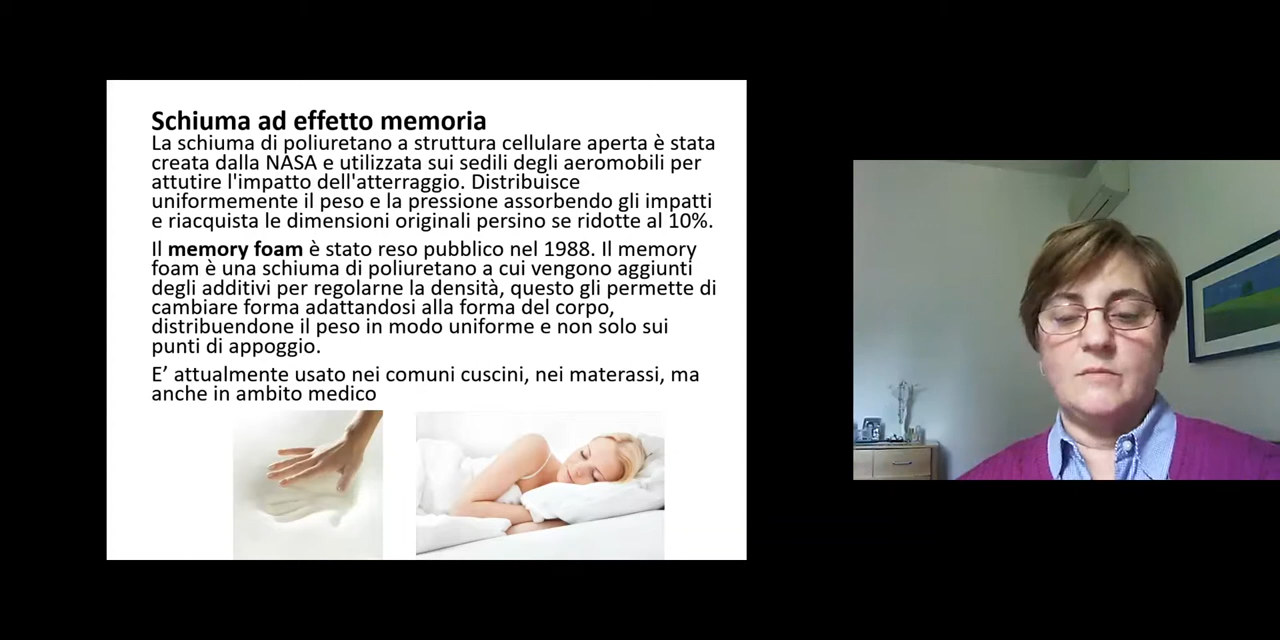 Schiuma ad effetto memoria
La schiuma di poliuretano a struttura cellulare aperta è stata
creata dalla NASA e utilizzata sui sedili degli aeromobili per
attutire l'impatto dell'atterraggio. Distribuisce
uniformemente il peso e la pressione assorbendo gli impatti
e riacquista le dimensioni originali persino se ridotte al 10%.
Il memory foam è stato reso pubblico nel 1988. Il memory
foam è una schiuma di poliuretano a cui vengono aggiunti
degli additivi per regolarne la densità, questo gli permette di
cambiare forma adattandosi alla forma del corpo,
distribuendone il peso in modo uniforme e non solo sui
punti di appoggio.
E’ attualmente usato nei comuni cuscini, nei materassi, ma
anche in ambito medico